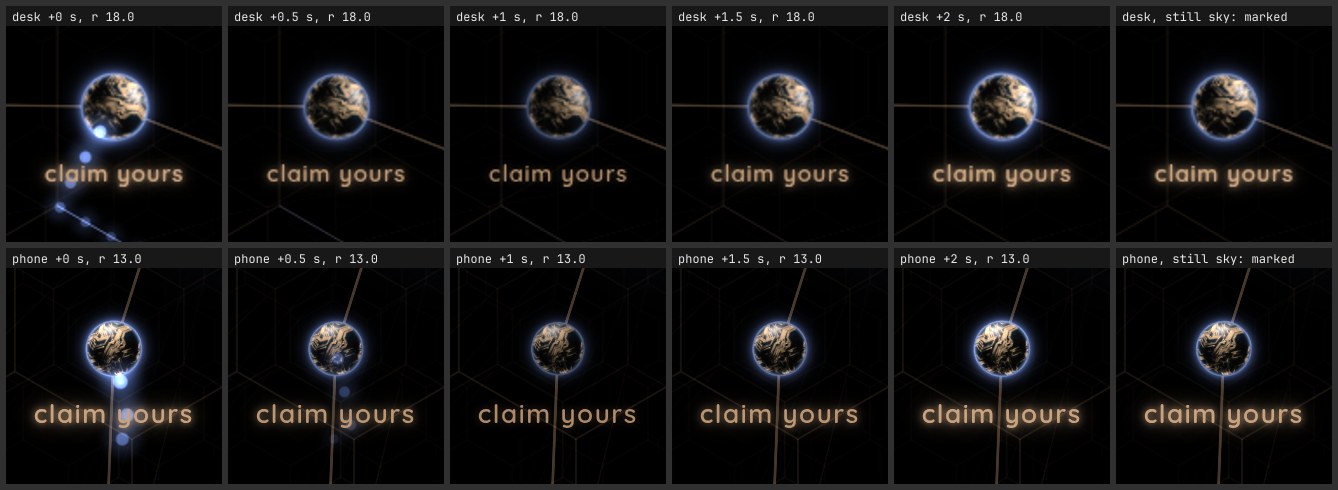 desk +0 s, r 18.0
desk +0.5 s, r 18.0
desk +1 s, r 18.0
desk +1.5 s, r 18.0
desk +2 s, r 18.0
desk, still sky: marked
claim yours
claim yours
claim yours
claim yours
claim yours
claim yours
phone +0 s, r 13.0
phone +0.5 s, r 13.0
phone +1 s, r 13.0
phone +1.5 s, r 13.0
phone +2 s, r 13.0
phone, still sky: marked
claim yours
claim yours
claim yours
claim yours
claim yours
claim yours